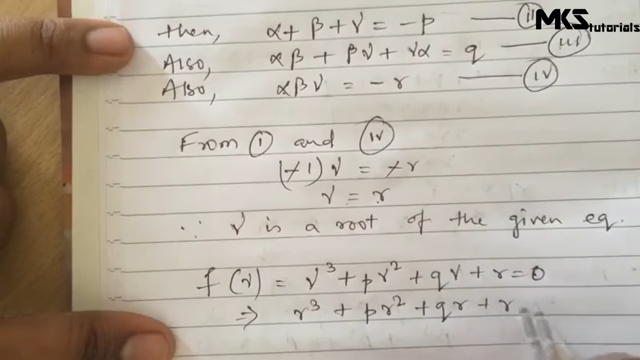 MKS tutorials
then, α + β + γ = -p —— (ii)
Also, αβ + βγ + γα = q —— (iii)
Also, αβγ = -r —— (iv)
From (i) and (iv)
(-1) γ = -r
γ = r
∵ γ is a root of the given eq.
f(γ) = γ³ + pγ² + qγ + r = 0
⇒ r³ + pr² + qr + r